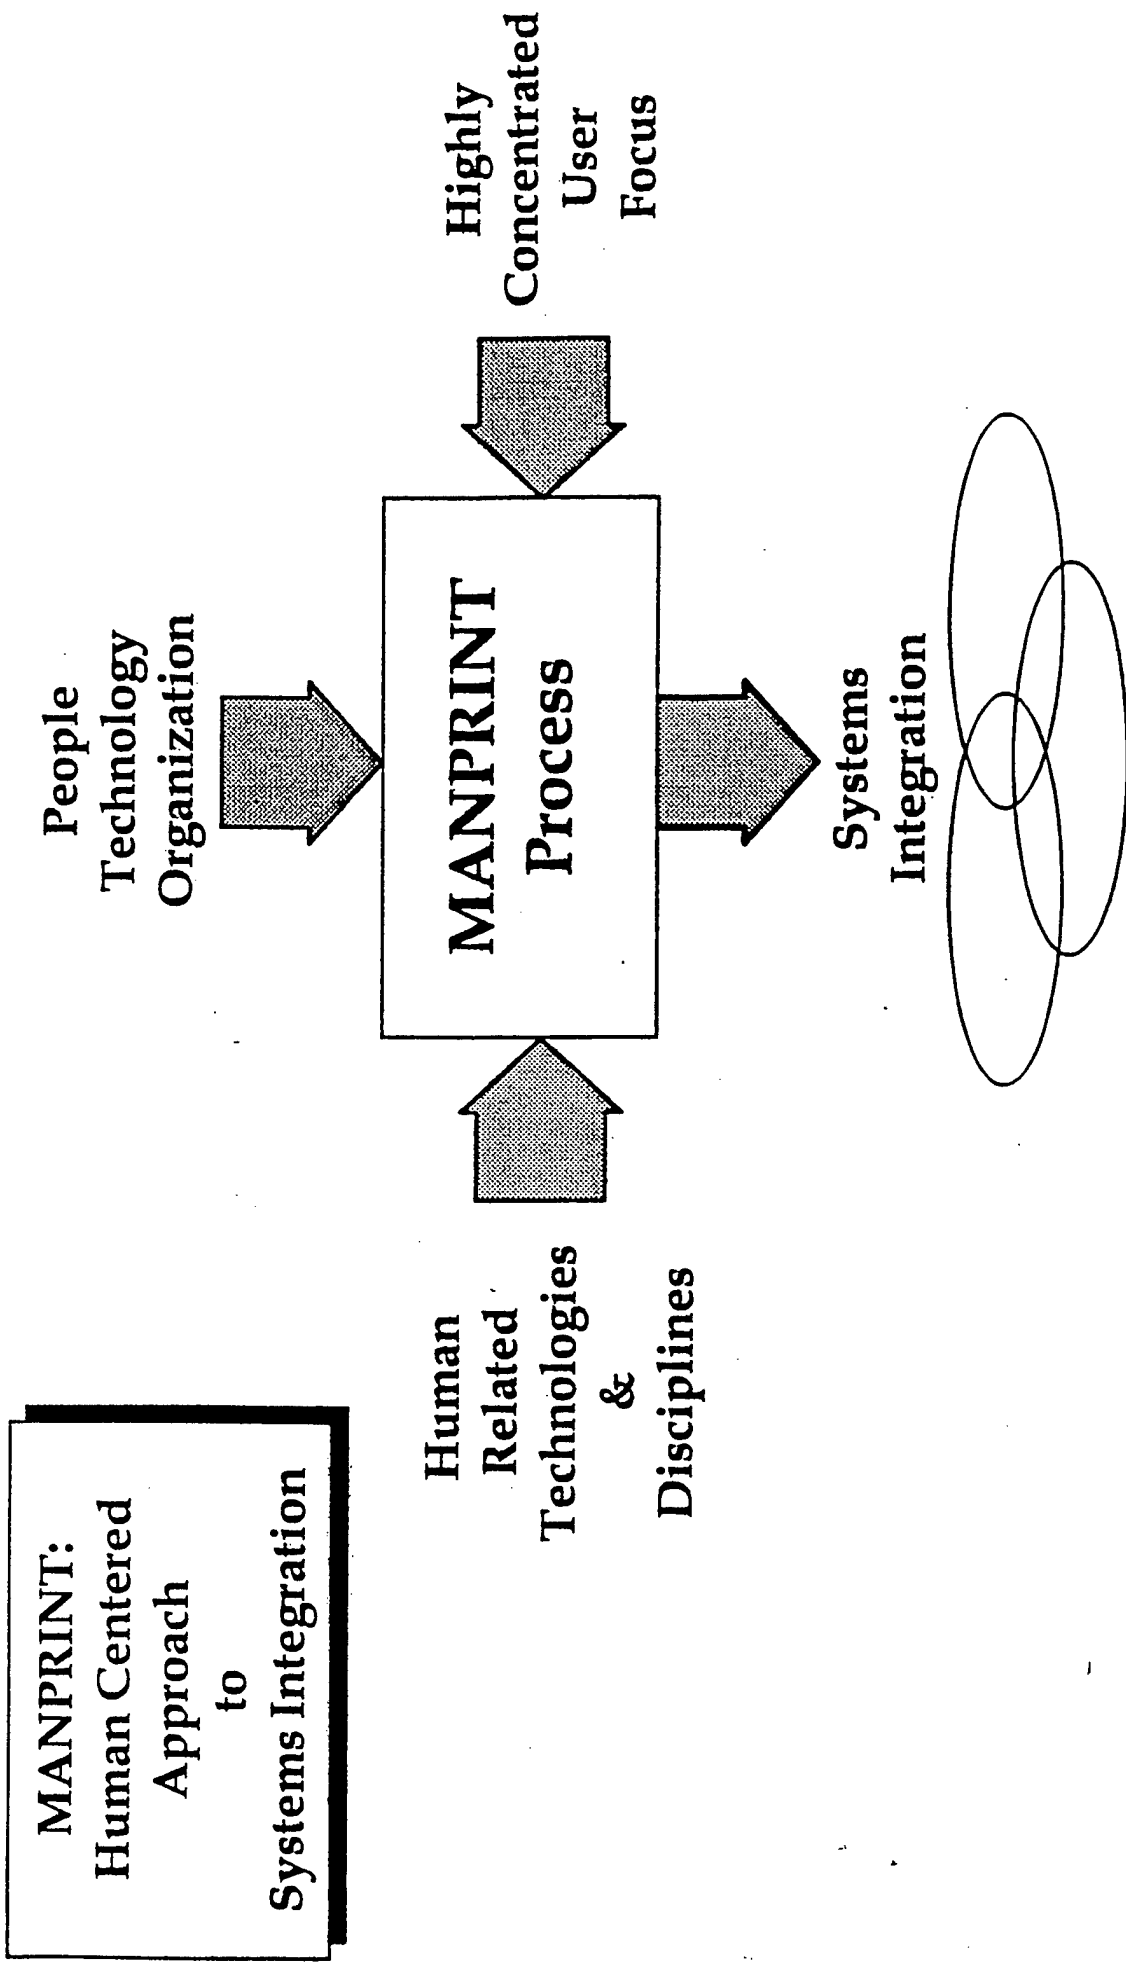 MANPRINT:
Human Centered
Approach
to
Systems Integration
People
Technology
Organization
Human
Related
Technologies
&
Disciplines
MANPRINT
Process
Highly
Concentrated
User
Focus
Systems
Integration